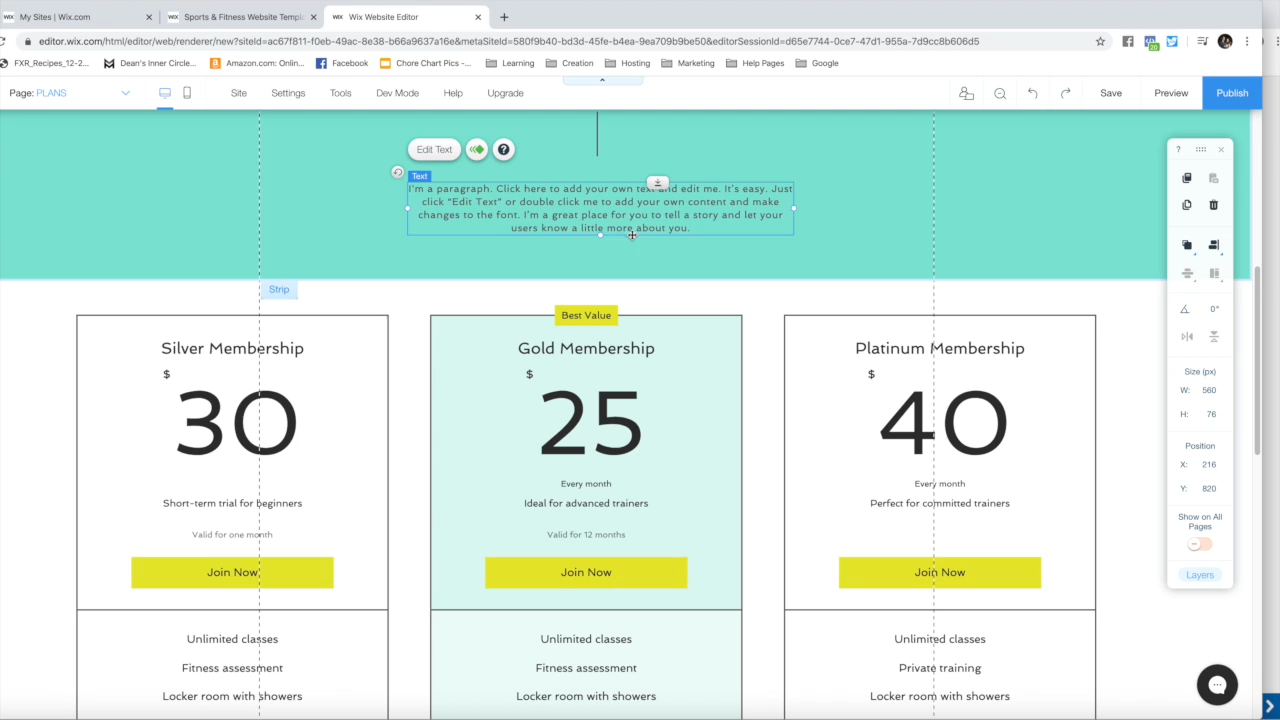 My Sites | Wix.com
Sports & Fitness Website Templ
Wix Website Editor
editor.wix.com/html/editor/web/renderer/new?siteId=ac67f811-f0eb-49ac-8e38-b66a9637a16e&metaSiteId=580f9b40-bd3d-45fe-b4ea-9ea709b9be50&editorSessionId=d65e7744-0ce7-47d1-955a-7d9cc8b606d5
20
FXR_Recipes_12-2...
Dean's Inner Circle...
Amazon.com: Onlin...
Facebook
Chore Chart Pics -...
Learning
Creation
Hosting
Marketing
Help Pages
Google
Page: PLANS
Site
Settings
Tools
Dev Mode
Help
Upgrade
Save
Preview
Publish
Edit Text
?
Text
I'm a paragraph. Click here to add your own text and edit me. It's easy. Just
click "Edit Text" or double click me to add your own content and make
changes to the font. I'm a great place for you to tell a story and let your
users know a little more about you.
Strip
Silver Membership
$
30
Short-term trial for beginners
Valid for one month
Join Now
Unlimited classes
Fitness assessment
Locker room with showers
Best Value
Gold Membership
$
25
Every month
Ideal for advanced trainers
Valid for 12 months
Join Now
Unlimited classes
Fitness assessment
Locker room with showers
Platinum Membership
$
40
Every month
Perfect for committed trainers
Join Now
Unlimited classes
Private training
Locker room with showers
?
0°
Size (px)
W: 560
H: 76
Position
X: 216
Y: 820
Show on All
Pages
Layers